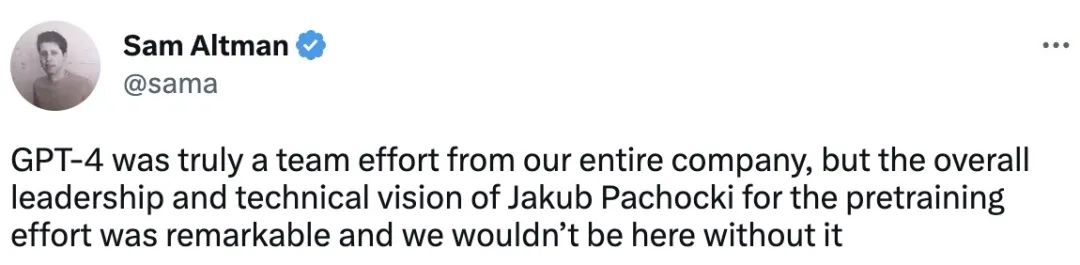 Sam Altman
@sama
GPT-4 was truly a team effort from our entire company, but the overall
leadership and technical vision of Jakub Pachocki for the pretraining
effort was remarkable and we wouldn’t be here without it